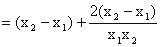 = (x₂ − x₁) + 2(x₂ − x₁) / x₁x₂